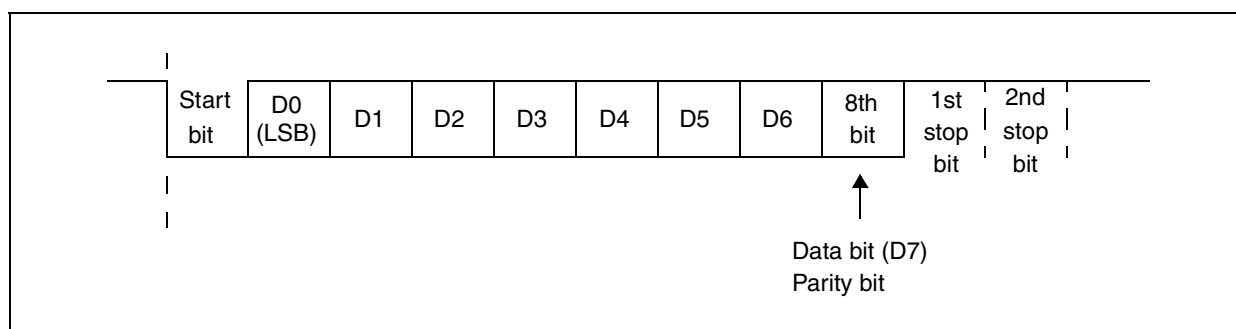 Start
bit
D0
(LSB)
D1
D2
D3
D4
D5
D6
8th
bit
1st
stop
bit
2nd
stop
bit
Data bit (D7)
Parity bit